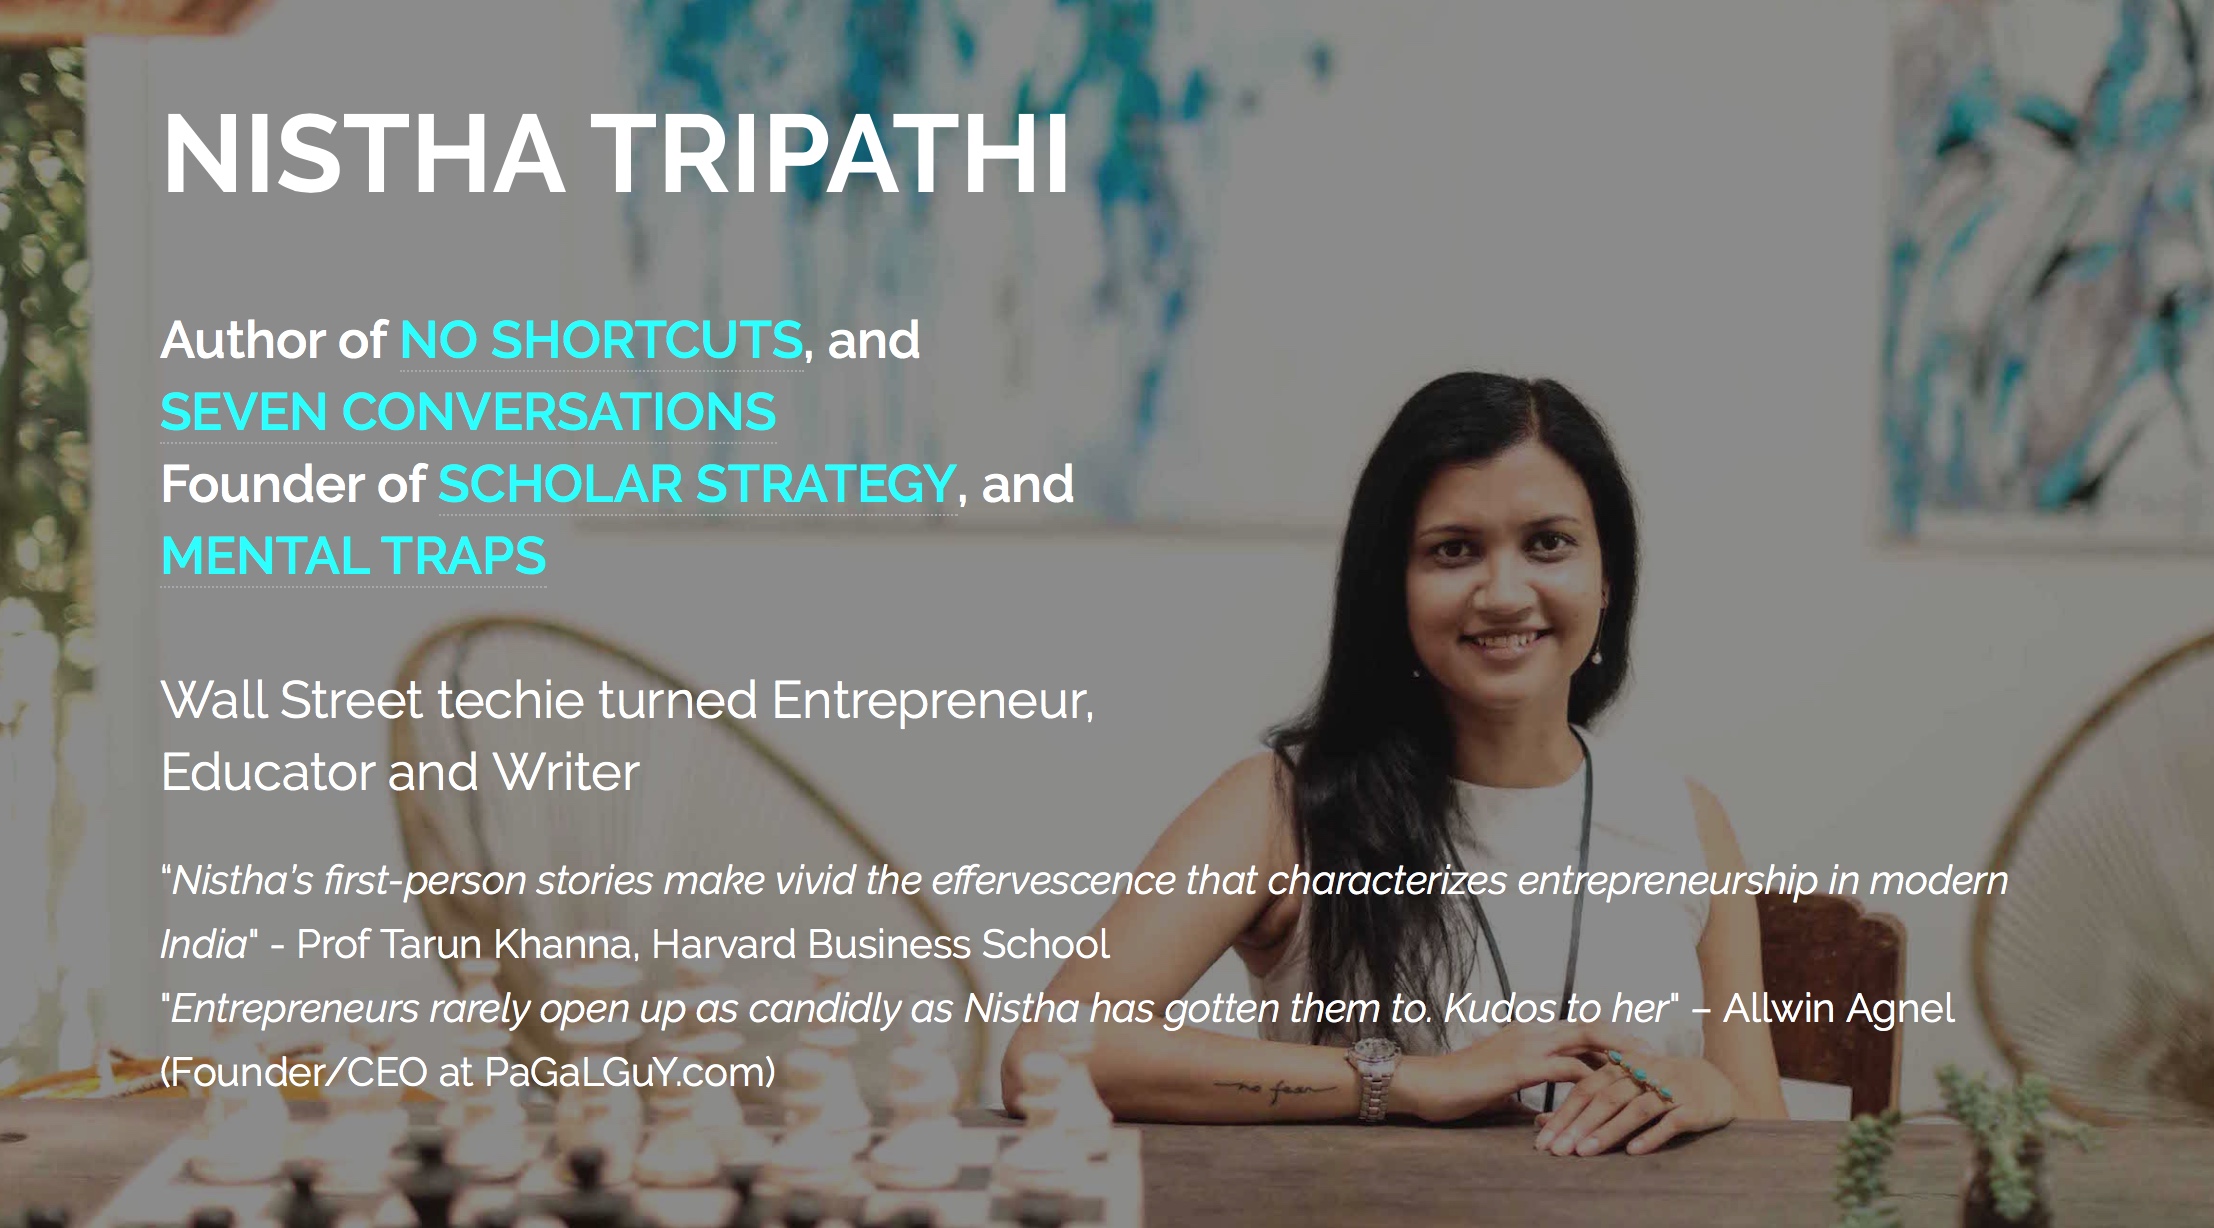 NISTHA TRIPATHI
Author of NO SHORTCUTS, and
SEVEN CONVERSATIONS
Founder of SCHOLAR STRATEGY, and
MENTAL TRAPS
Wall Street techie turned Entrepreneur,
Educator and Writer
"Nistha's first-person stories make vivid the effervescence that characterizes entrepreneurship in modern
India" - Prof Tarun Khanna, Harvard Business School
"Entrepreneurs rarely open up as candidly as Nistha has gotten them to. Kudos to her" – Allwin Agnel
(Founder/CEO at PaGaLGuY.com)
no fear